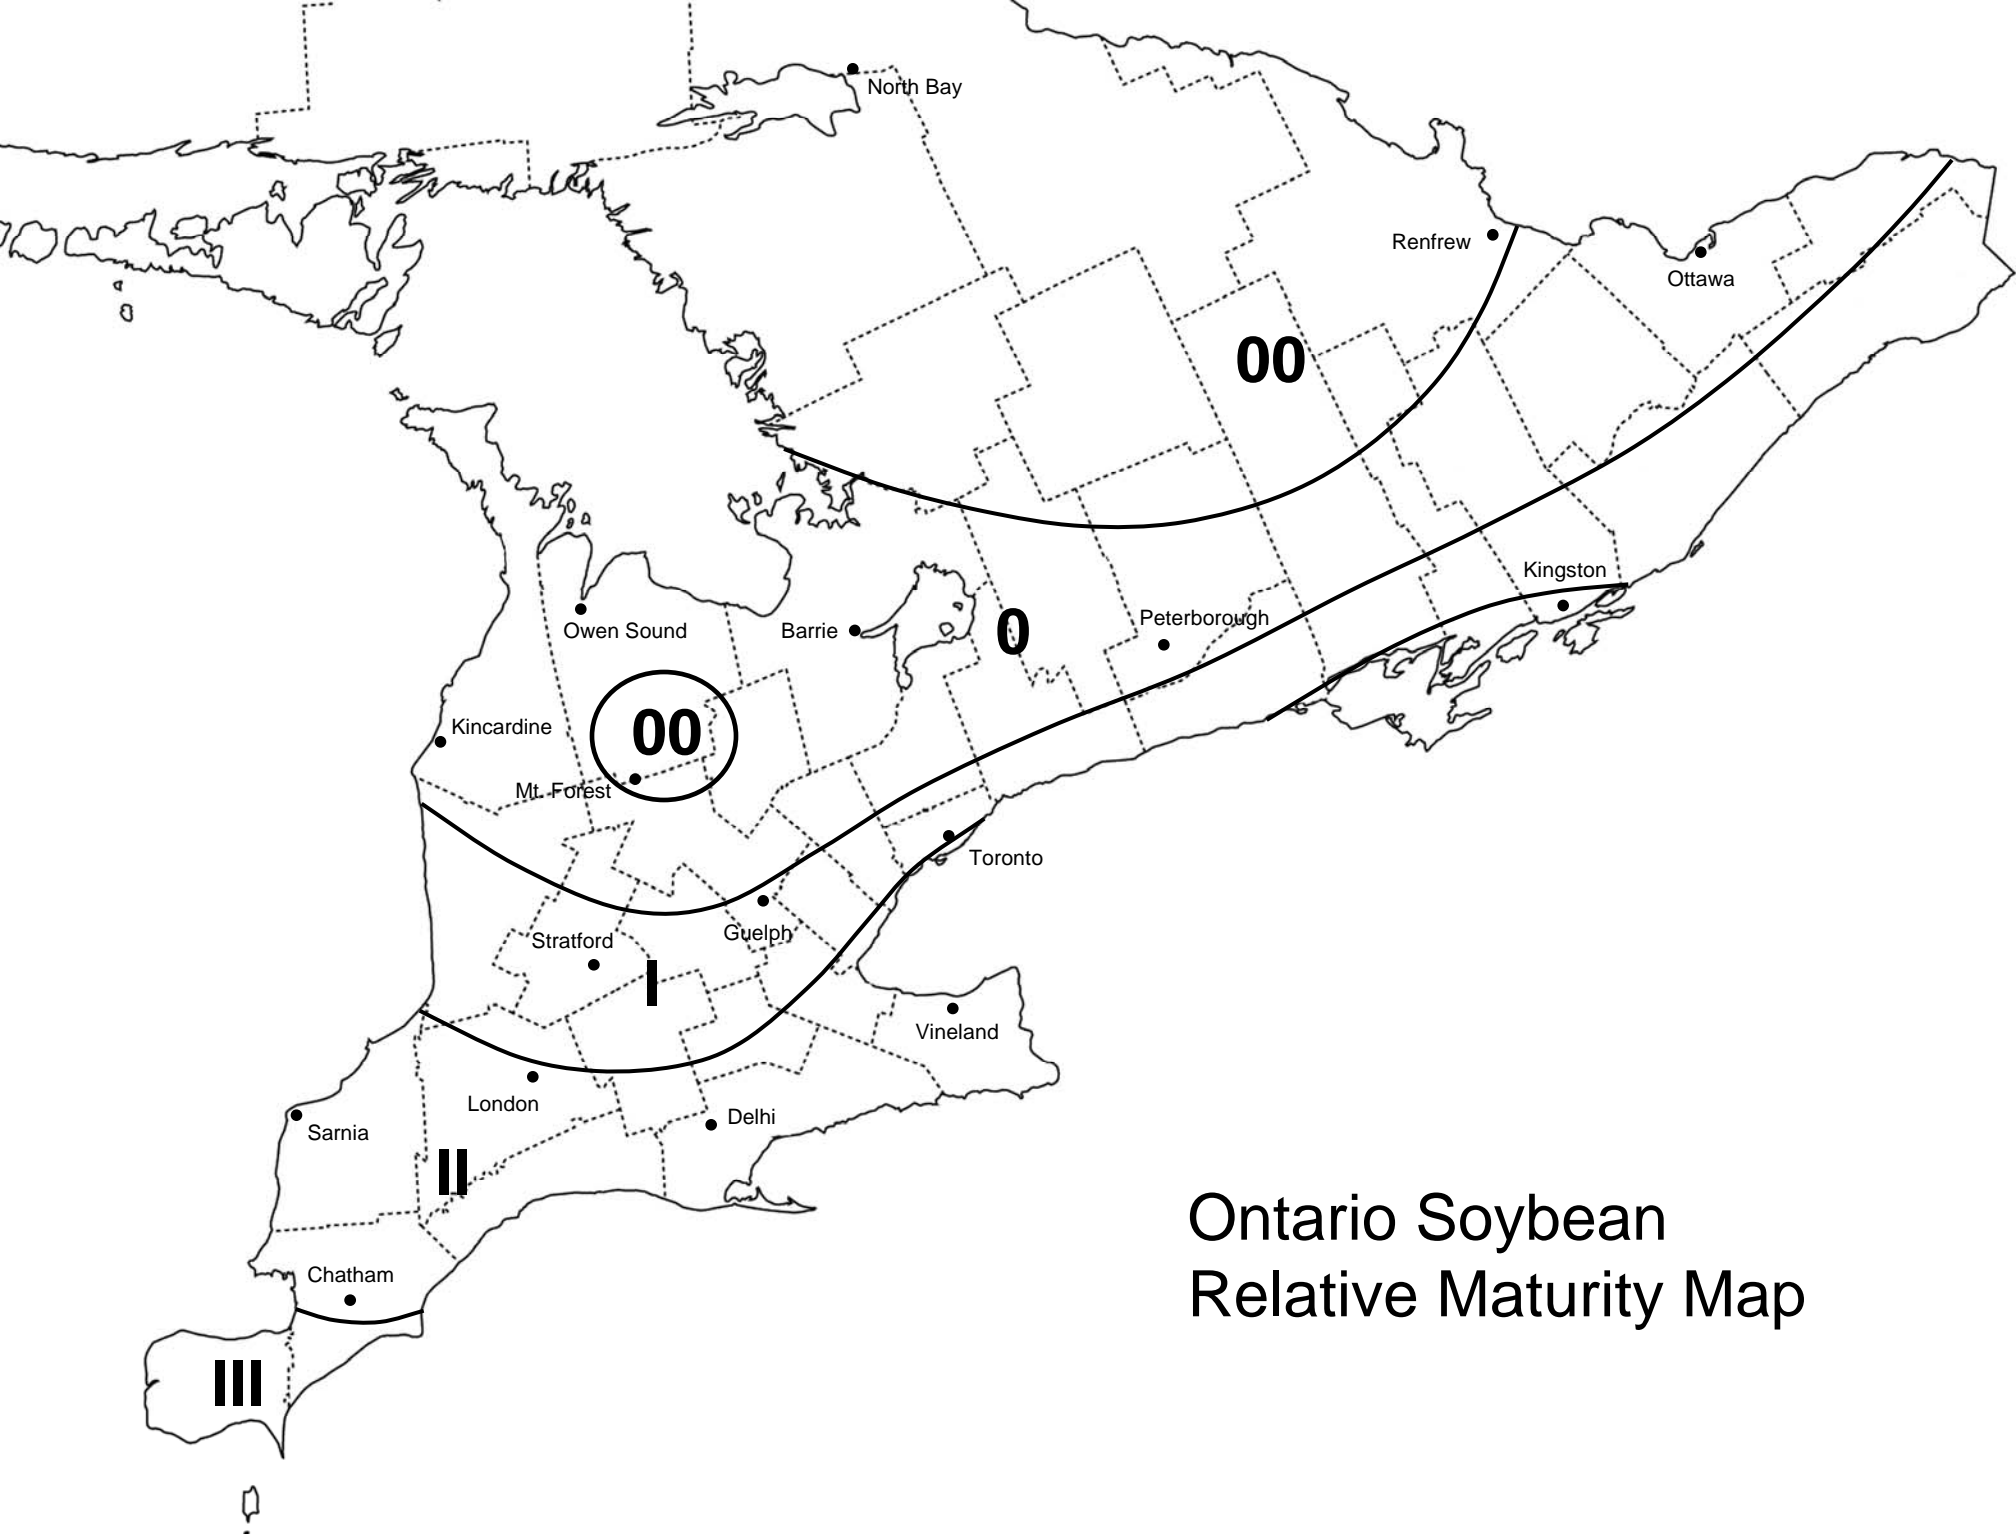 North Bay
Renfrew
Ottawa
00
Kingston
Peterborough
0
Owen Sound
Barrie
Kincardine
00
Mt. Forest
Toronto
Guelph
Stratford
I
Vineland
London
Delhi
Sarnia
II
Chatham
III
Ontario Soybean
Relative Maturity Map